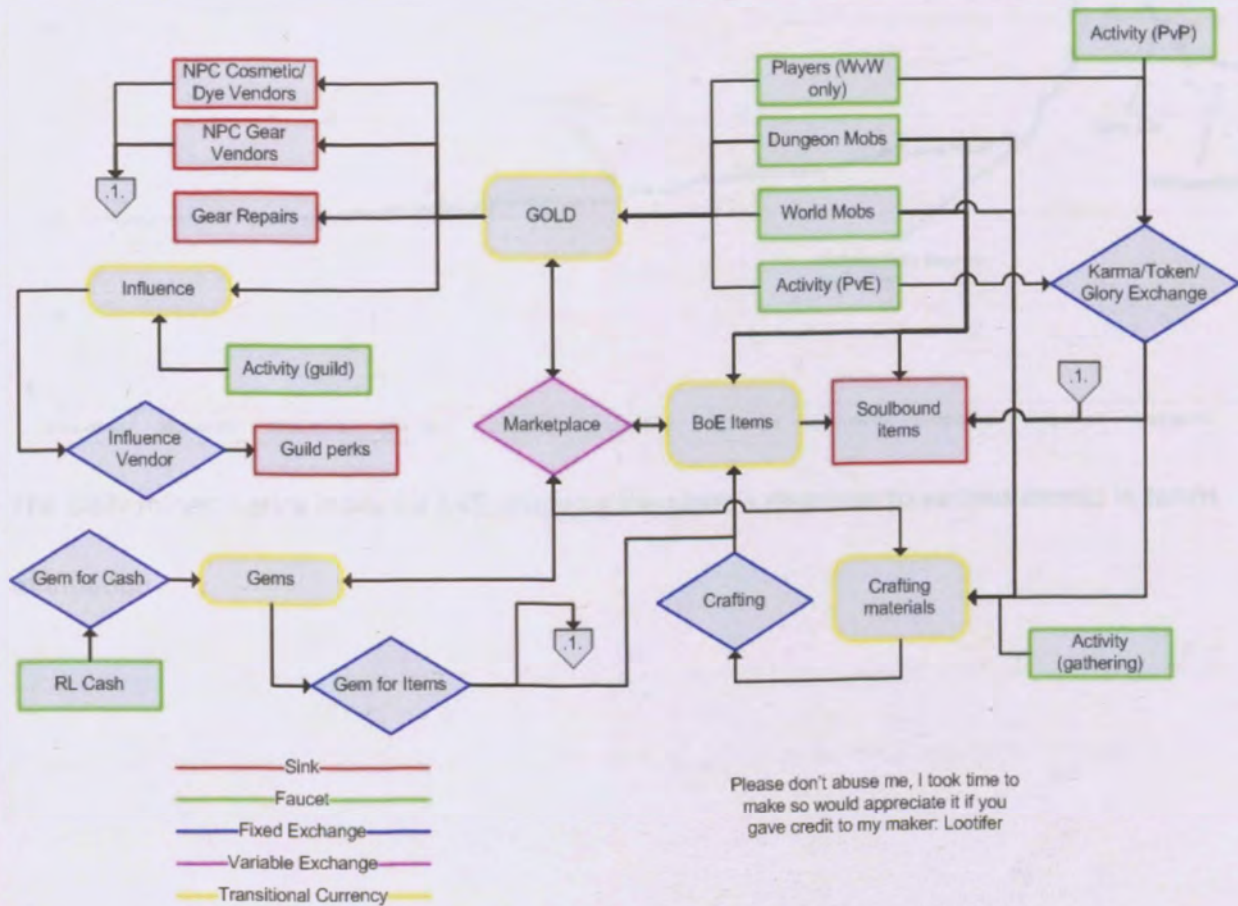 Activity (PvP)
NPC Cosmetic/
Dye Vendors
Players (WvW
only)
NPC Gear
Vendors
Dungeon Mobs
.1.
Gear Repairs
GOLD
World Mobs
Influence
Activity (PvE)
Karma/Token/
Glory Exchange
Activity (guild)
.1.
Marketplace
BoE Items
Soulbound
items
Influence
Vendor
Guild perks
Gem for Cash
Gems
Crafting
Crafting
materials
.1.
RL Cash
Gem for Items
Activity
(gathering)
Sink
Faucet
Fixed Exchange
Variable Exchange
Transitional Currency
Please don't abuse me, I took time to
make so would appreciate it if you
gave credit to my maker: Lootifer